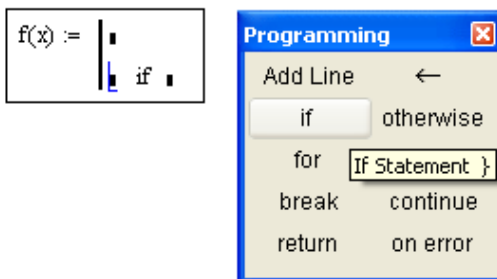 f(x) :=
if
Programming
Add Line ←
if otherwise
for
If Statement }
break continue
return on error